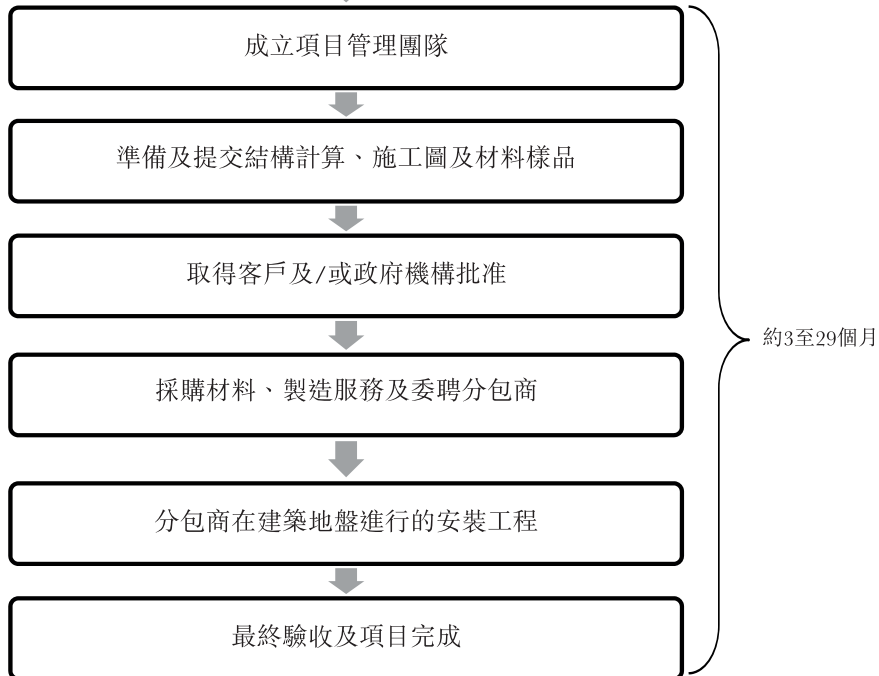 成立項目管理團隊
準備及提交結構計算、施工圖及材料樣品
取得客戶及/或政府機構批准
採購材料、製造服務及委聘分包商
約3至29個月
分包商在建築地盤進行的安裝工程
最終驗收及項目完成